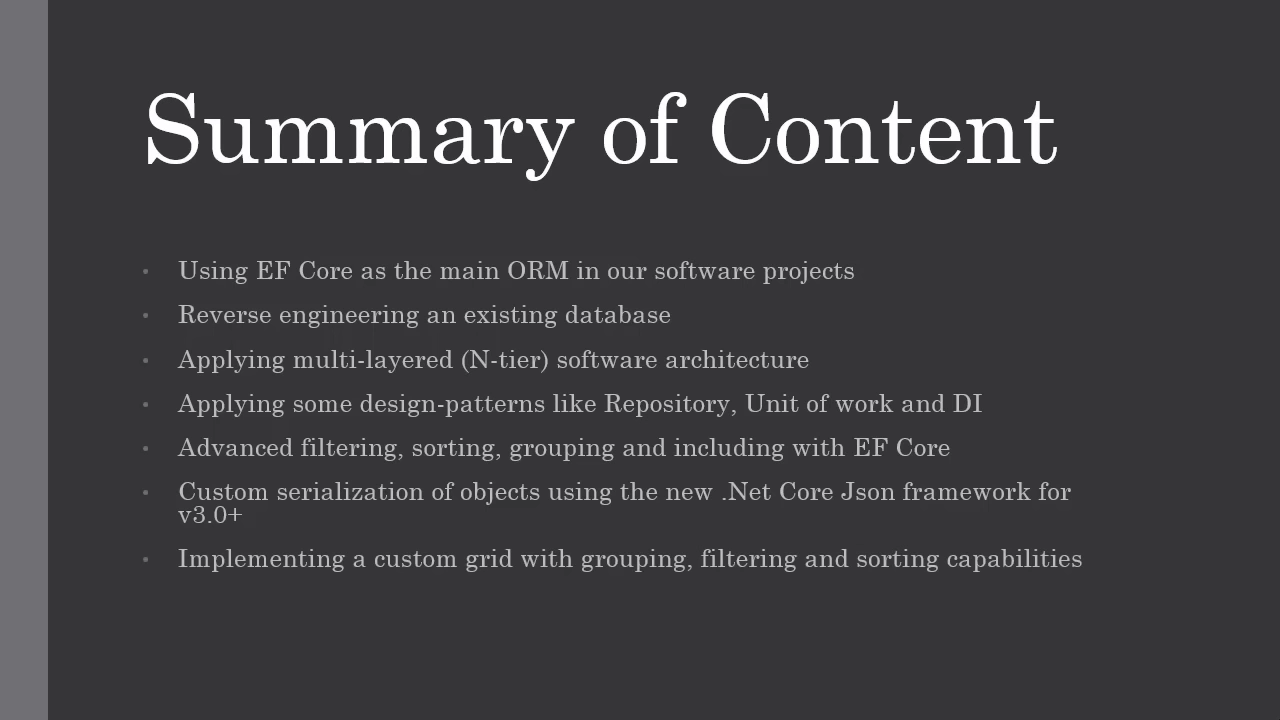 Summary of Content
• Using EF Core as the main ORM in our software projects
• Reverse engineering an existing database
• Applying multi-layered (N-tier) software architecture
• Applying some design-patterns like Repository, Unit of work and DI
• Advanced filtering, sorting, grouping and including with EF Core
• Custom serialization of objects using the new .Net Core Json framework for
v3.0+
• Implementing a custom grid with grouping, filtering and sorting capabilities